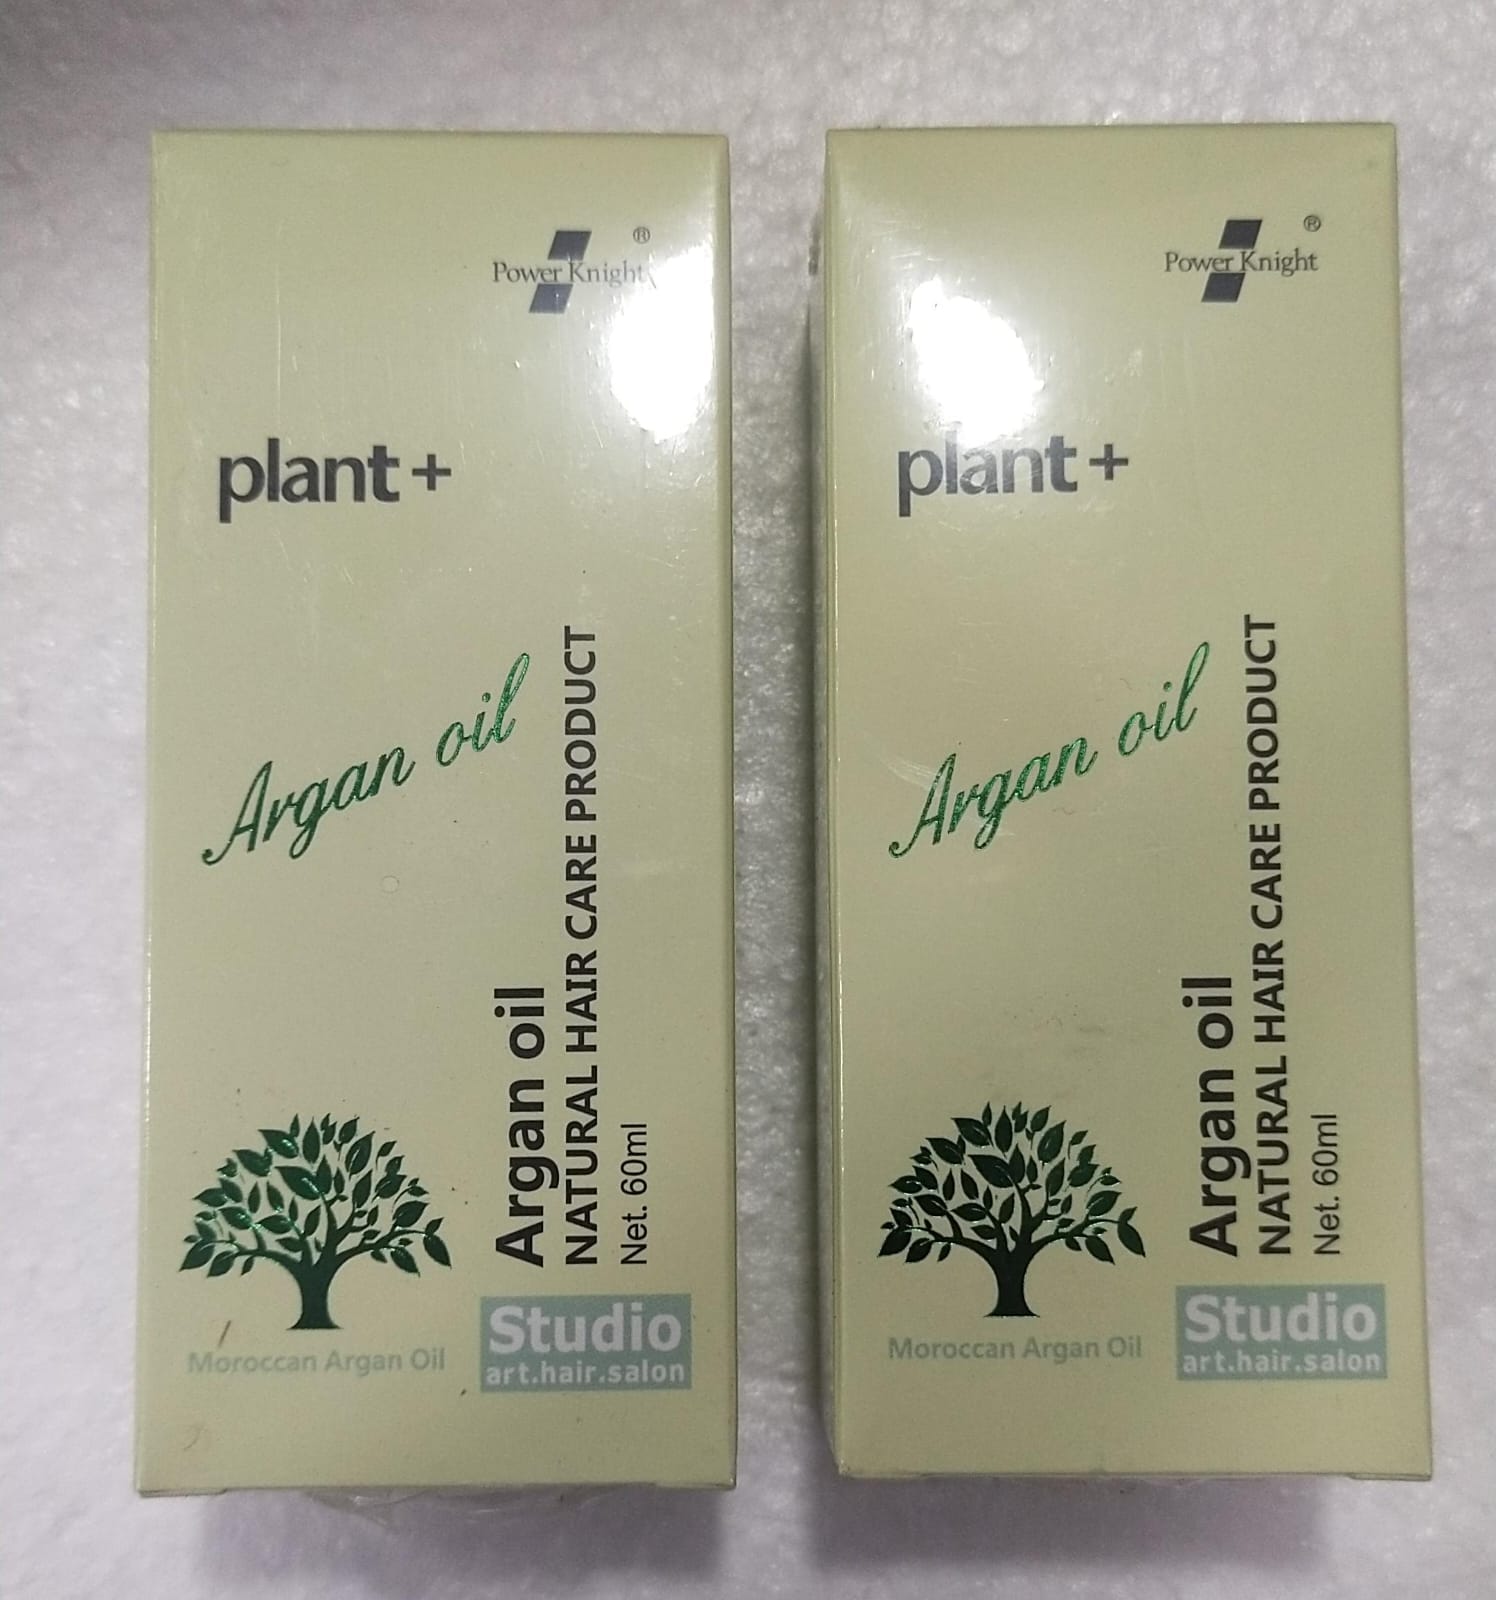 Power Knight®
plant+
Argan oil
Argan oil
NATURAL HAIR CARE PRODUCT
Net. 60ml
Moroccan Argan Oil
Studio
art.hair.salon
Power Knight®
plant+
Argan oil
Argan oil
NATURAL HAIR CARE PRODUCT
Net. 60ml
Moroccan Argan Oil
Studio
art.hair.salon